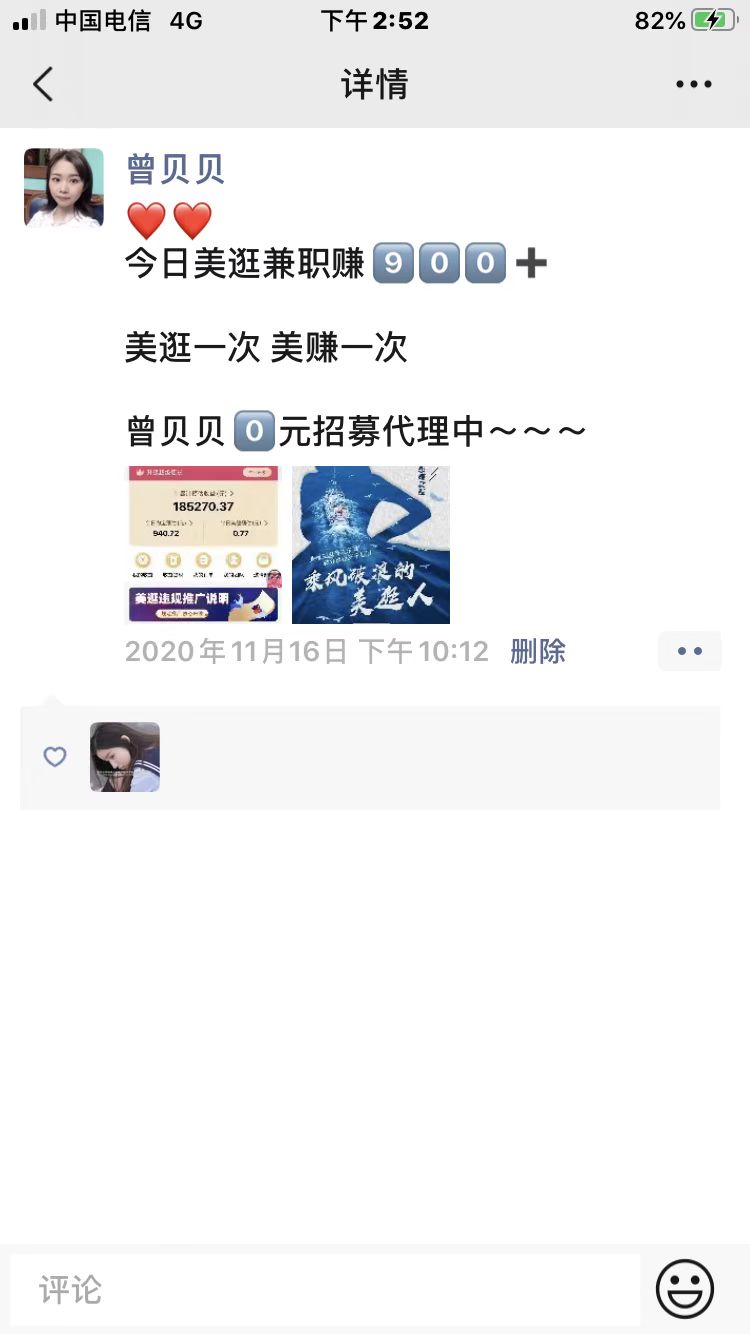 中国电信 4G 下午2:52 82%
详情
曾贝贝
❤️❤️
今日美逛兼职赚9️⃣0️⃣0️⃣➕
美逛一次 美赚一次
曾贝贝0️⃣元招募代理中～～～
185270.37
940.72 0.77
美逛违规推广说明
乘风破浪的
美逛人
2020年11月16日 下午10:12 删除
评论